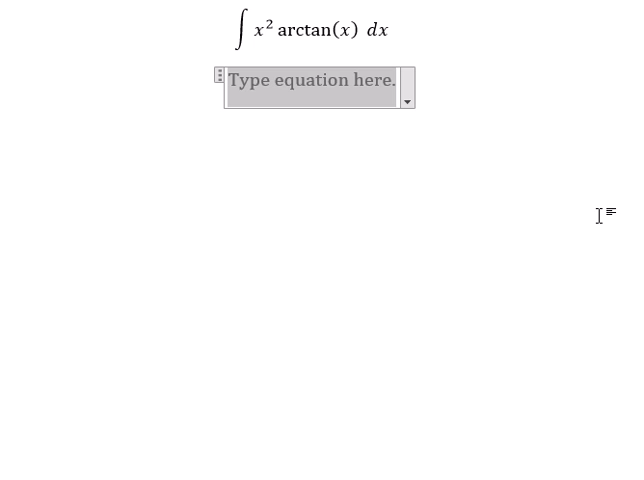 ∫ x² arctan(x) dx
Type equation here.